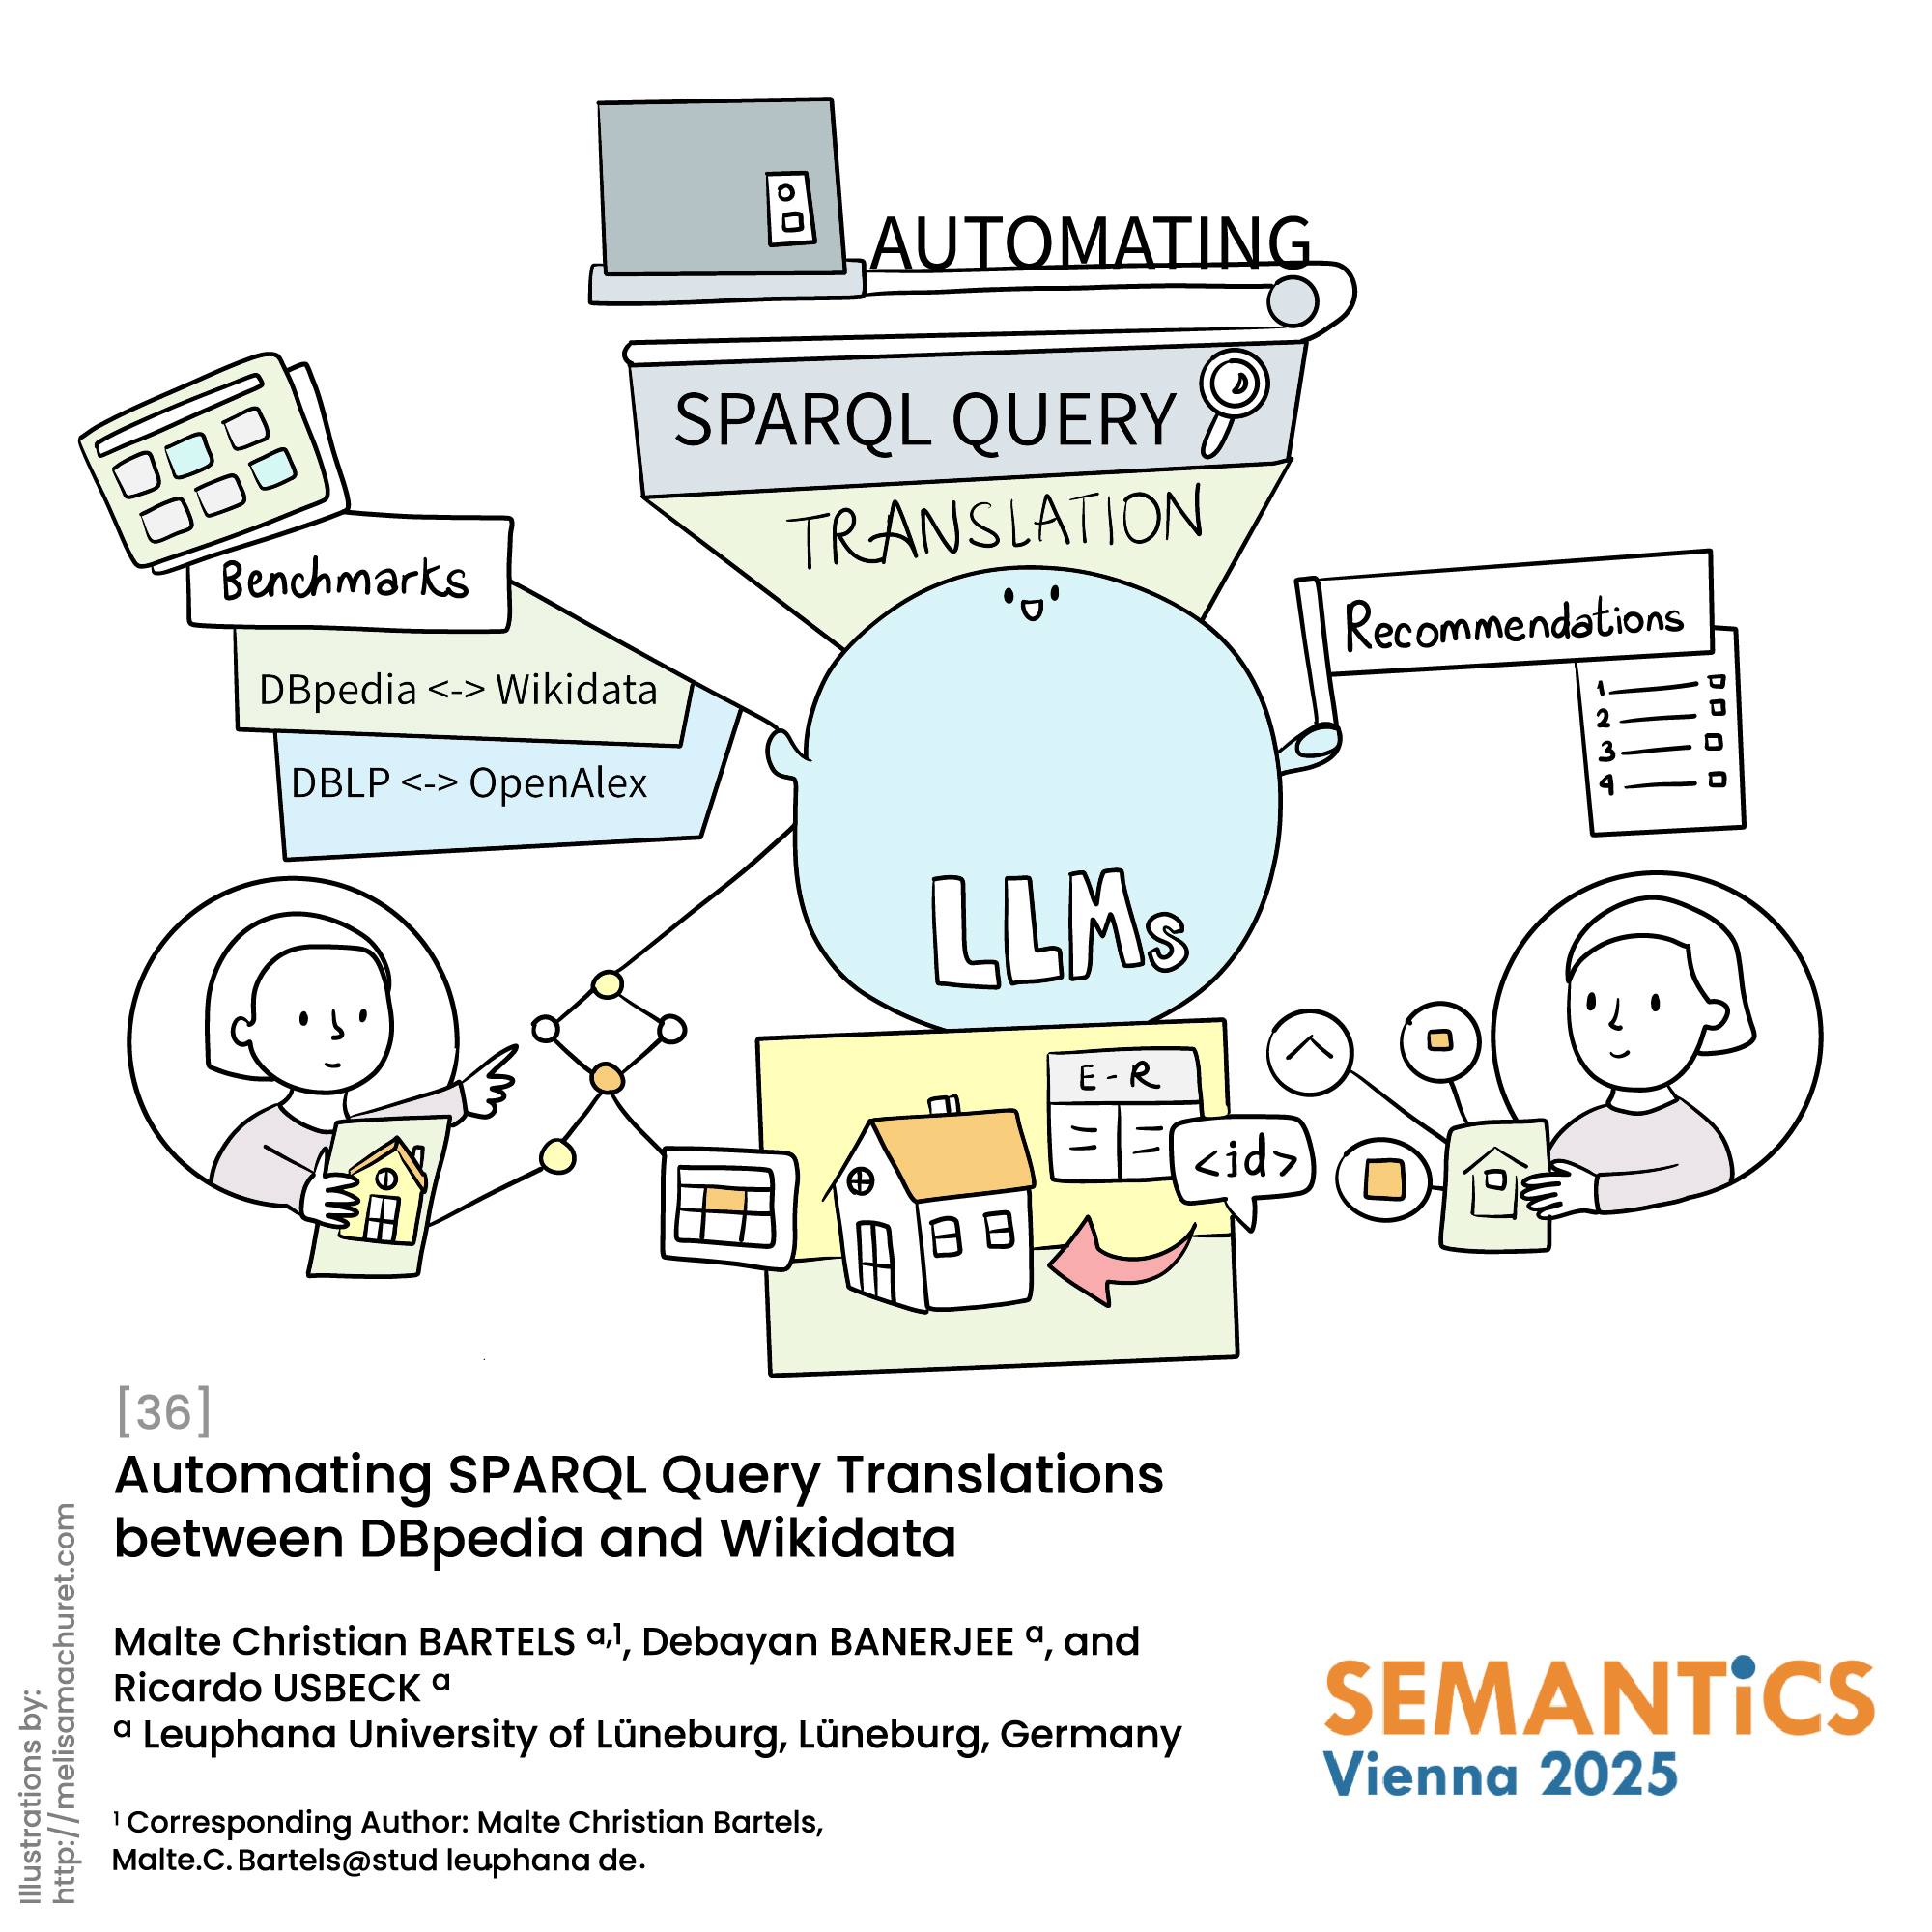 AUTOMATING
SPARQL QUERY
TRANSLATION
Benchmarks
DBpedia <-> Wikidata
DBLP <-> OpenAlex
Recommendations
1
2
3
4
LLMs
E-R
<id>
[36]
Automating SPARQL Query Translations
between DBpedia and Wikidata
Malte Christian BARTELS a,1, Debayan BANERJEE a, and
Ricardo USBECK a
a Leuphana University of Lüneburg, Lüneburg, Germany
1 Corresponding Author: Malte Christian Bartels,
Malte.C. Bartels@stud leuphana de.
SEMANTiCS
Vienna 2025
Illustrations by:
http://melisamachuret.com